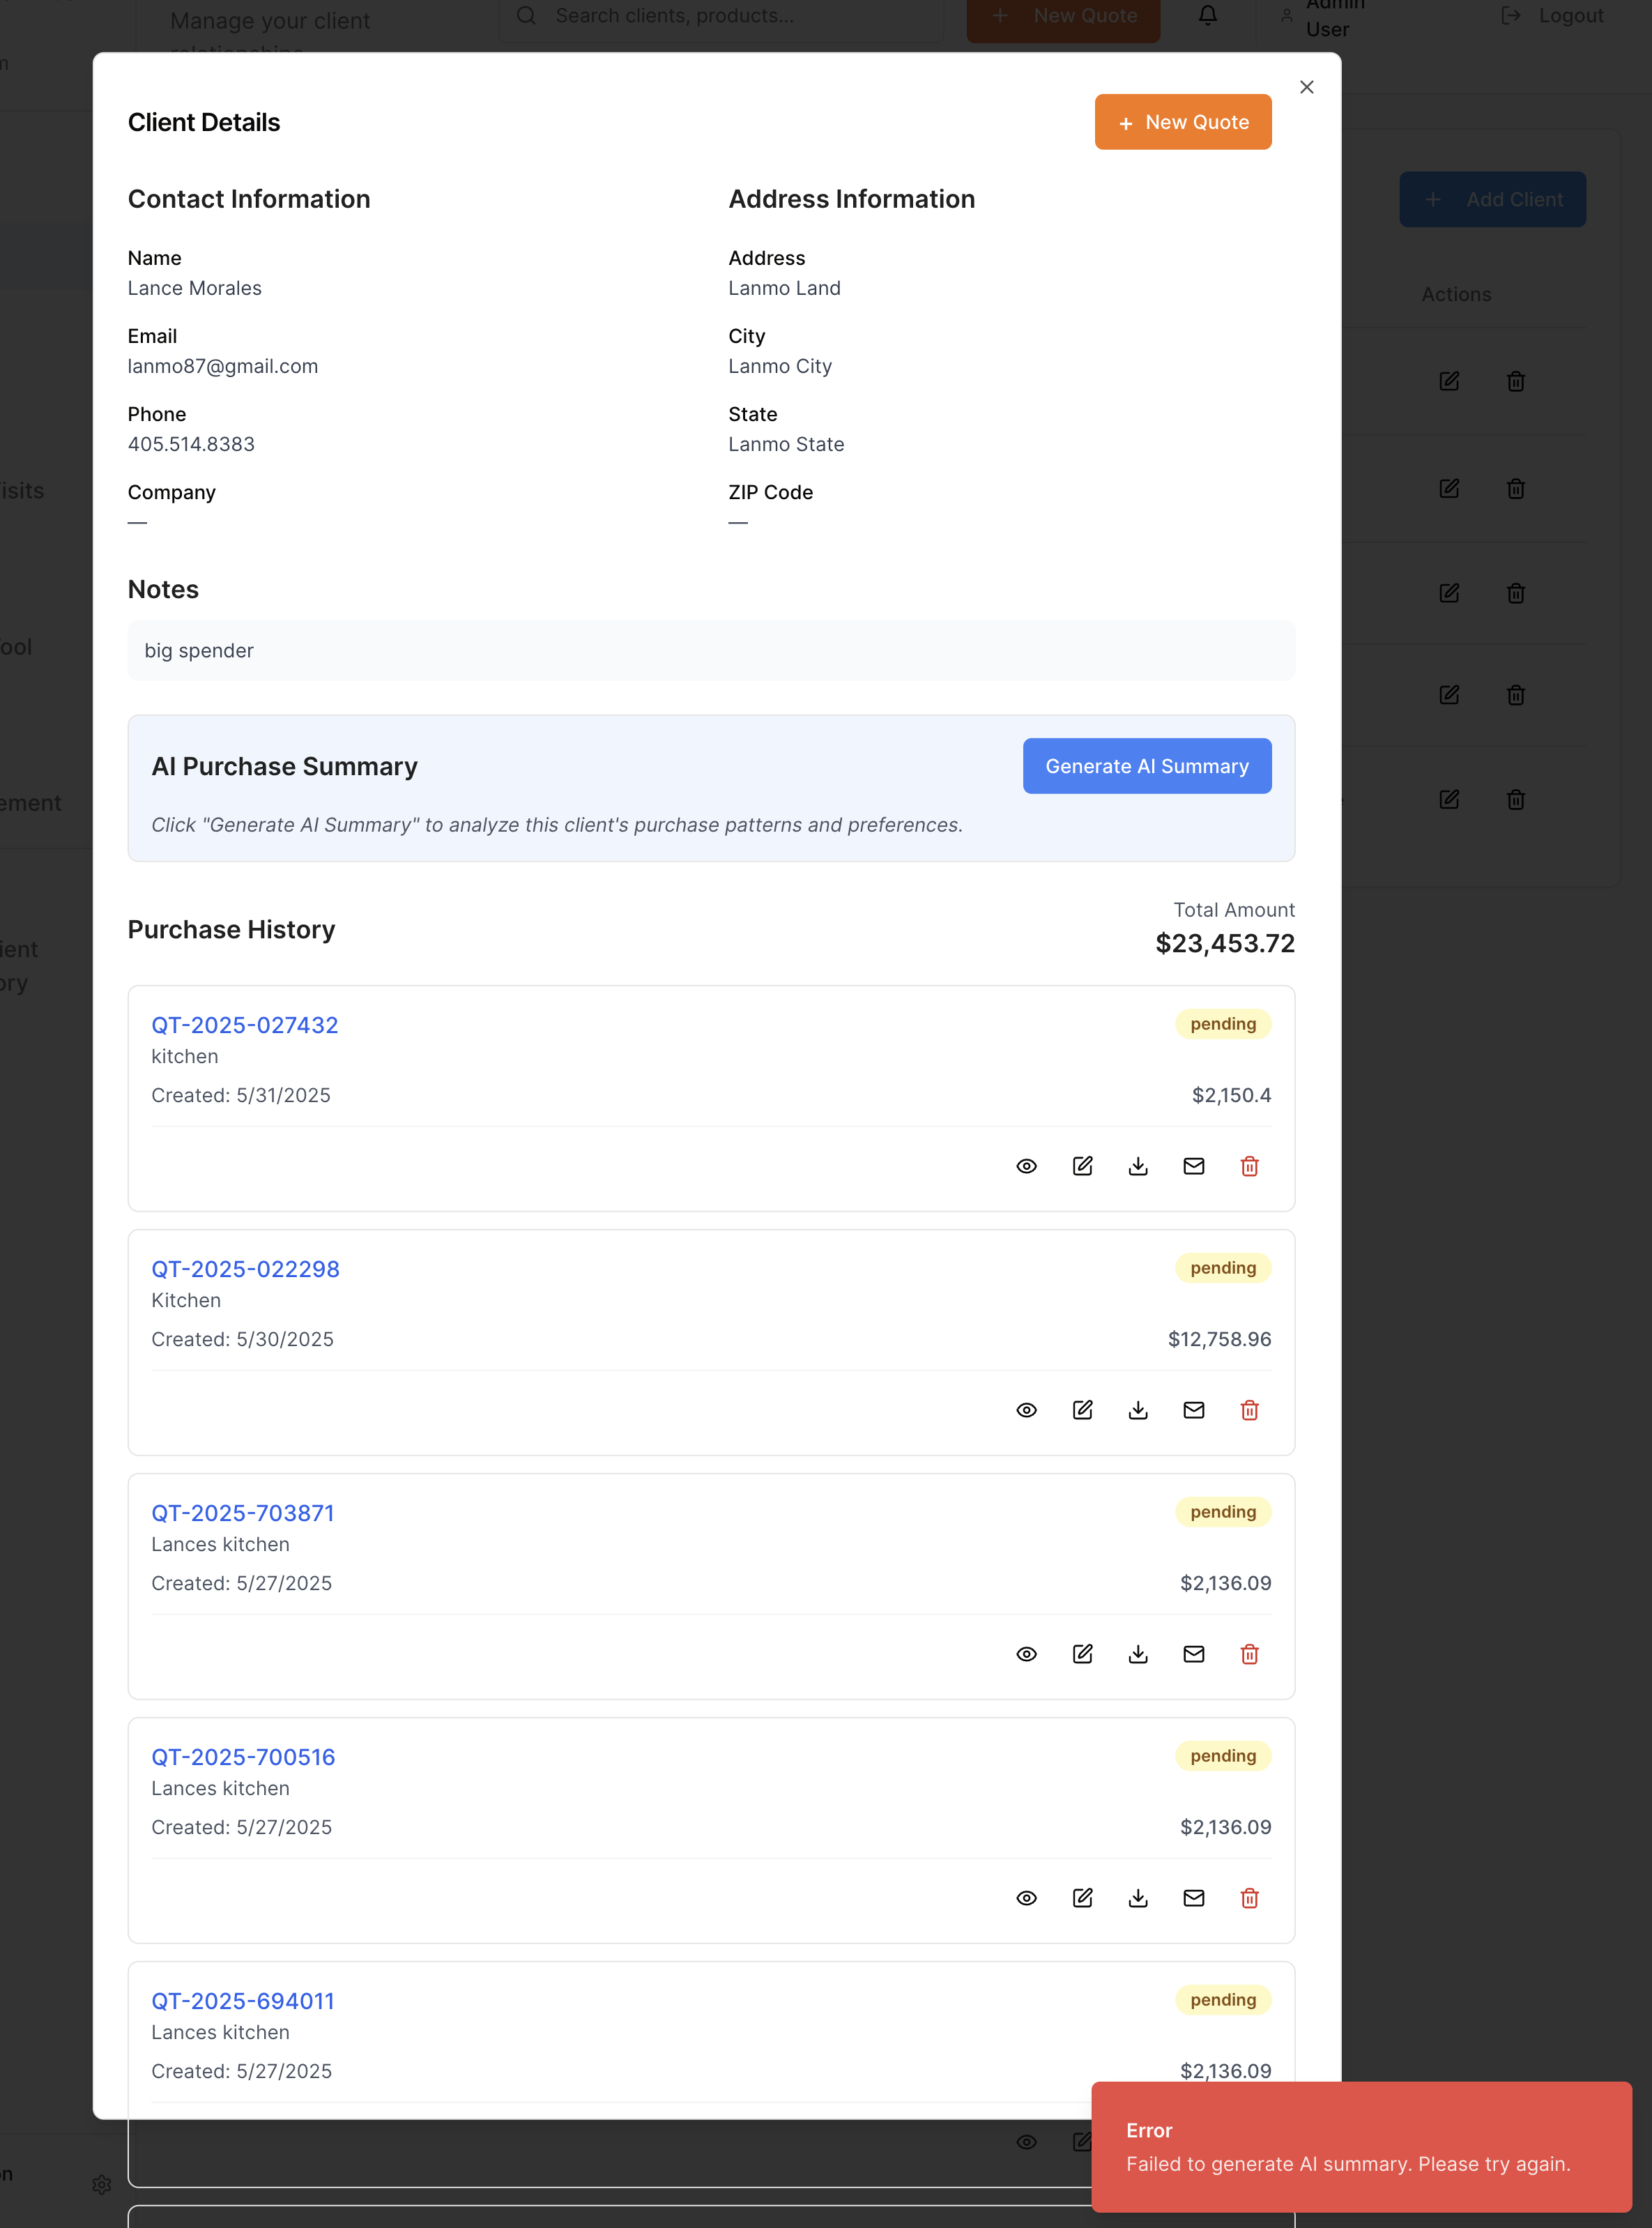 Manage your client
Search clients, products...
+ New Quote
Admin
User
Logout
Client Details
+ New Quote
Contact Information
Address Information
Add Client
Name
Lance Morales
Address
Lanmo Land
Actions
Email
lanmo87@gmail.com
City
Lanmo City
Phone
405.514.8383
State
Lanmo State
Company
—
ZIP Code
—
isits
Notes
big spender
ool
AI Purchase Summary
Generate AI Summary
Click "Generate AI Summary" to analyze this client's purchase patterns and preferences.
ement
Purchase History
Total Amount
$23,453.72
ient
ory
QT-2025-027432
pending
kitchen
Created: 5/31/2025
$2,150.4
QT-2025-022298
pending
Kitchen
Created: 5/30/2025
$12,758.96
QT-2025-703871
pending
Lances kitchen
Created: 5/27/2025
$2,136.09
QT-2025-700516
pending
Lances kitchen
Created: 5/27/2025
$2,136.09
QT-2025-694011
pending
Lances kitchen
Created: 5/27/2025
$2,136.09
Error
Failed to generate AI summary. Please try again.